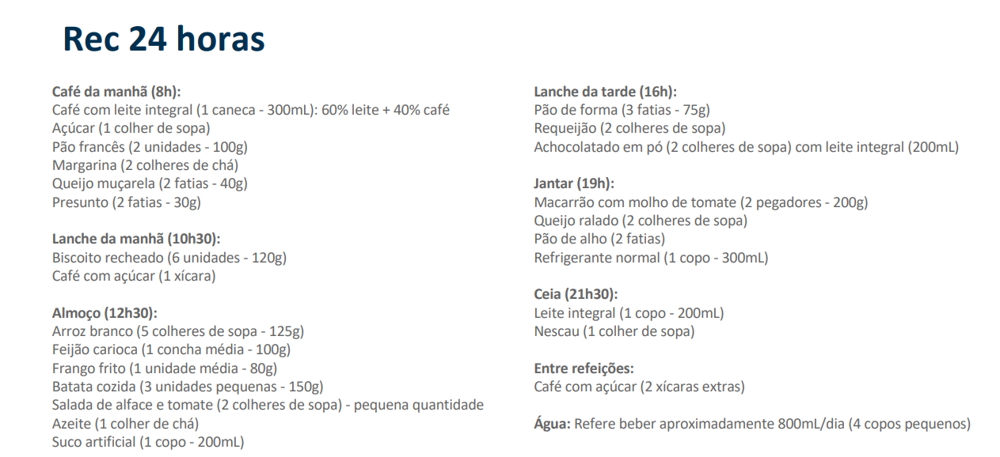 Rec 24 horas
Café da manhã (8h):
Café com leite integral (1 caneca - 300mL): 60% leite + 40% café
Açúcar (1 colher de sopa)
Pão francês (2 unidades - 100g)
Margarina (2 colheres de chá)
Queijo muçarela (2 fatias - 40g)
Presunto (2 fatias - 30g)
Lanche da manhã (10h30):
Biscoito recheado (6 unidades - 120g)
Café com açúcar (1 xícara)
Almoço (12h30):
Arroz branco (5 colheres de sopa - 125g)
Feijão carioca (1 concha média - 100g)
Frango frito (1 unidade média - 80g)
Batata cozida (3 unidades pequenas - 150g)
Salada de alface e tomate (2 colheres de sopa) - pequena quantidade
Azeite (1 colher de chá)
Suco artificial (1 copo - 200mL)
Lanche da tarde (16h):
Pão de forma (3 fatias - 75g)
Requeijão (2 colheres de sopa)
Achocolatado em pó (2 colheres de sopa) com leite integral (200mL)
Jantar (19h):
Macarrão com molho de tomate (2 pegadores - 200g)
Queijo ralado (2 colheres de sopa)
Pão de alho (2 fatias)
Refrigerante normal (1 copo - 300mL)
Ceia (21h30):
Leite integral (1 copo - 200mL)
Nescau (1 colher de sopa)
Entre refeições:
Café com açúcar (2 xícaras extras)
Água: Refere beber aproximadamente 800mL/dia (4 copos pequenos)